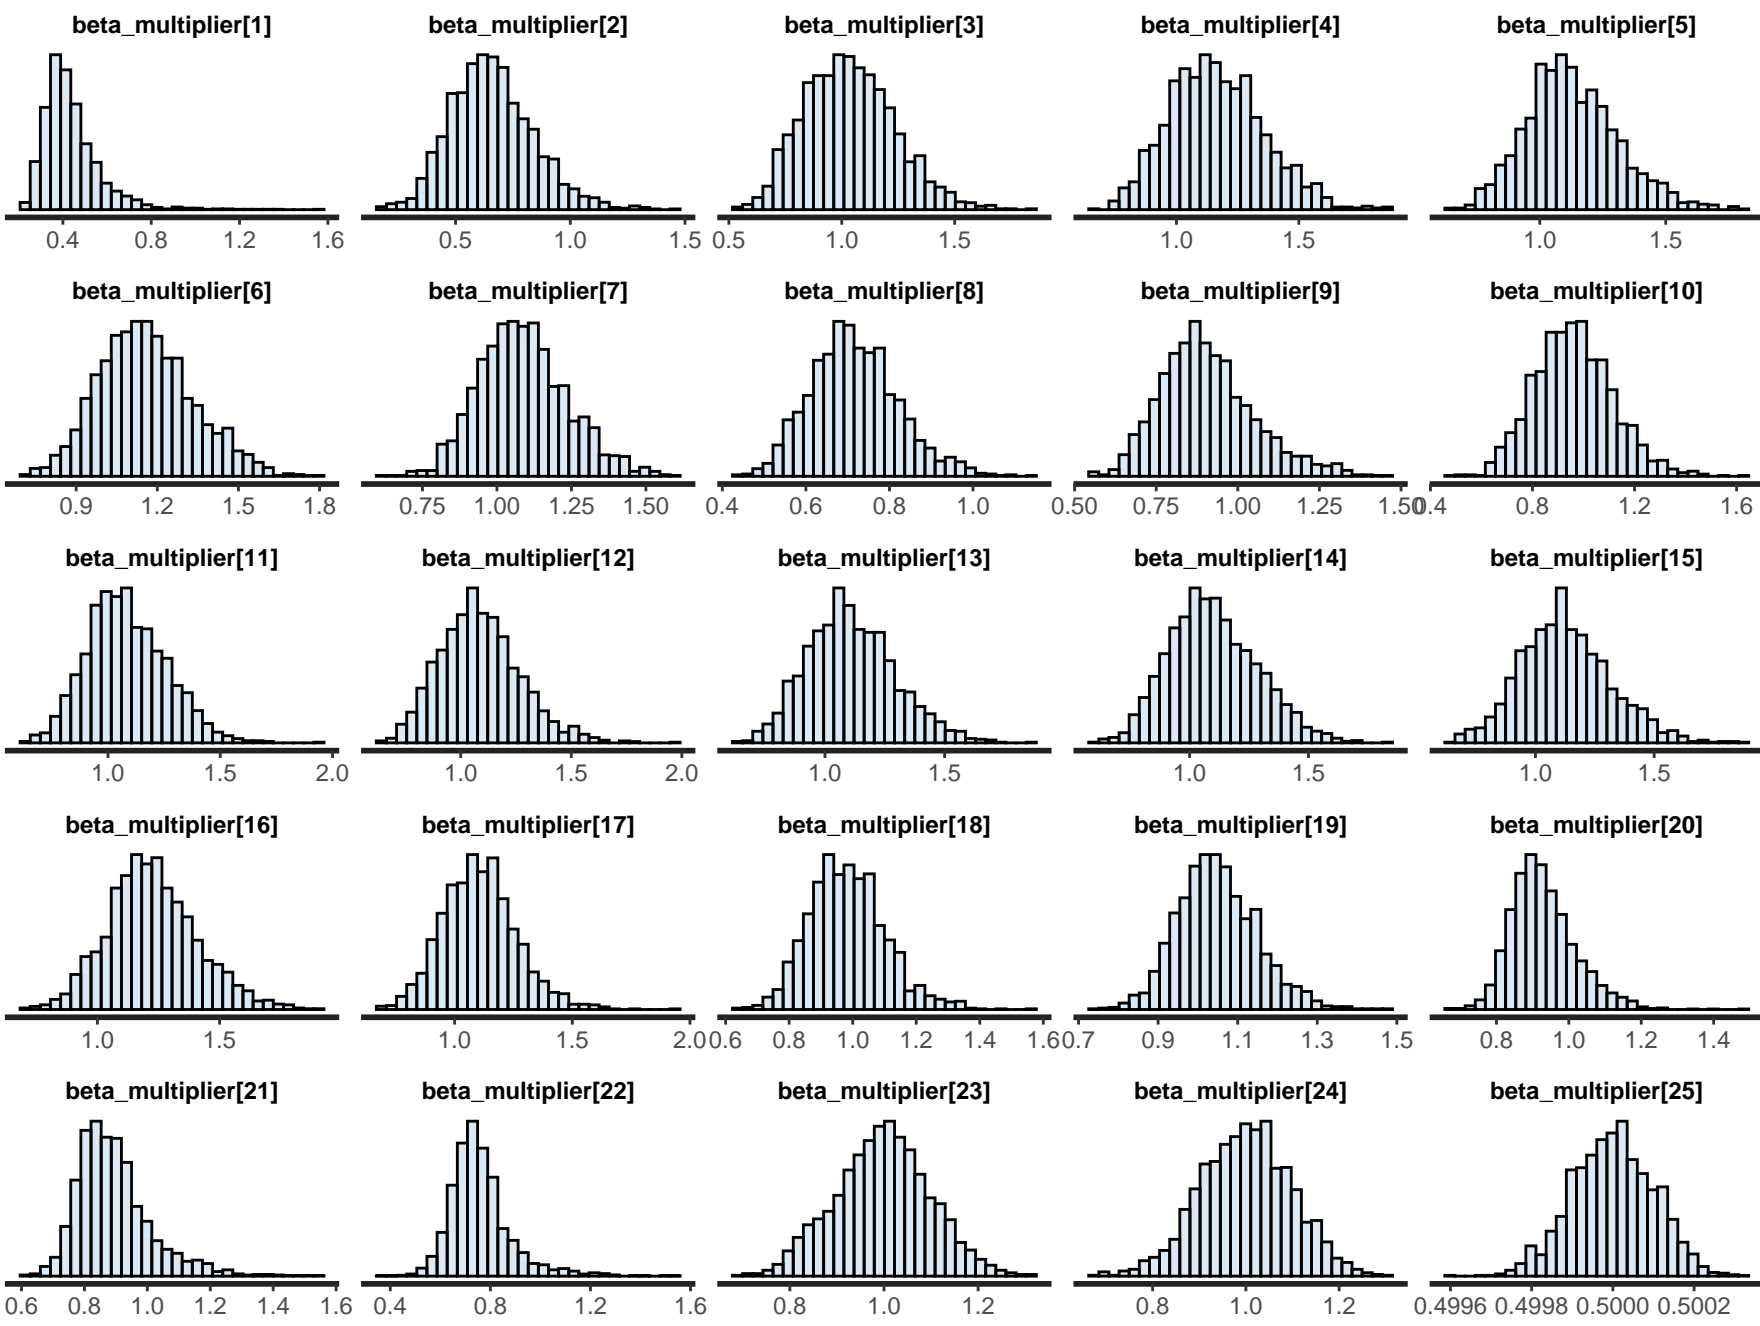 beta_multiplier[1] beta_multiplier[2] beta_multiplier[3] beta_multiplier[4] beta_multiplier[5]
0.4 0.8 1.2 1.6 0.5 1.0 1.5 0.5 1.0 1.5 1.0 1.5 1.0 1.5
beta_multiplier[6] beta_multiplier[7] beta_multiplier[8] beta_multiplier[9] beta_multiplier[10]
0.9 1.2 1.5 1.8 0.75 1.00 1.25 1.50 0.4 0.6 0.8 1.0 0.50 0.75 1.00 1.25 1.50 0.4 0.8 1.2 1.6
beta_multiplier[11] beta_multiplier[12] beta_multiplier[13] beta_multiplier[14] beta_multiplier[15]
1.0 1.5 2.0 1.0 1.5 2.0 1.0 1.5 1.0 1.5 1.0 1.5
beta_multiplier[16] beta_multiplier[17] beta_multiplier[18] beta_multiplier[19] beta_multiplier[20]
1.0 1.5 1.0 1.5 2.0 0.6 0.8 1.0 1.2 1.4 1.6 0.7 0.9 1.1 1.3 1.5 0.8 1.0 1.2 1.4
beta_multiplier[21] beta_multiplier[22] beta_multiplier[23] beta_multiplier[24] beta_multiplier[25]
0.6 0.8 1.0 1.2 1.4 1.6 0.4 0.8 1.2 1.6 0.8 1.0 1.2 0.8 1.0 1.2 0.4996 0.4998 0.5000 0.5002